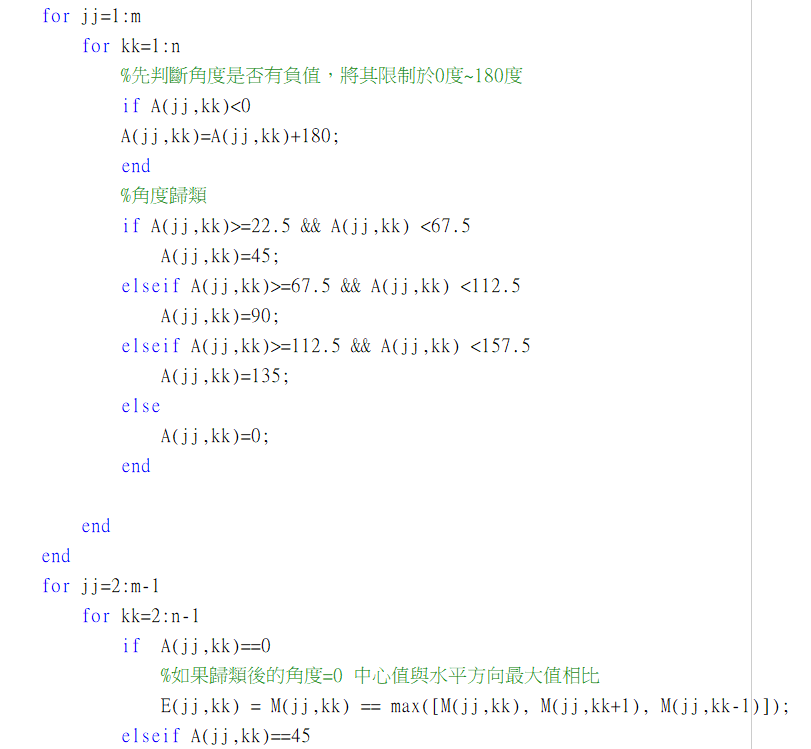 for jj=1:m
    for kk=1:n
        %先判斷角度是否有負值，將其限制於0度~180度
        if A(jj,kk)<0
        A(jj,kk)=A(jj,kk)+180;
        end
        %角度歸類
        if A(jj,kk)>=22.5 && A(jj,kk) <67.5
            A(jj,kk)=45;
        elseif A(jj,kk)>=67.5 && A(jj,kk) <112.5
            A(jj,kk)=90;
        elseif A(jj,kk)>=112.5 && A(jj,kk) <157.5
            A(jj,kk)=135;
        else
            A(jj,kk)=0;
        end
    end
end
for jj=2:m-1
    for kk=2:n-1
        if  A(jj,kk)==0
            %如果歸類後的角度=0 中心值與水平方向最大值相比
            E(jj,kk) = M(jj,kk) == max([M(jj,kk), M(jj,kk+1), M(jj,kk-1)]);
        elseif A(jj,kk)==45